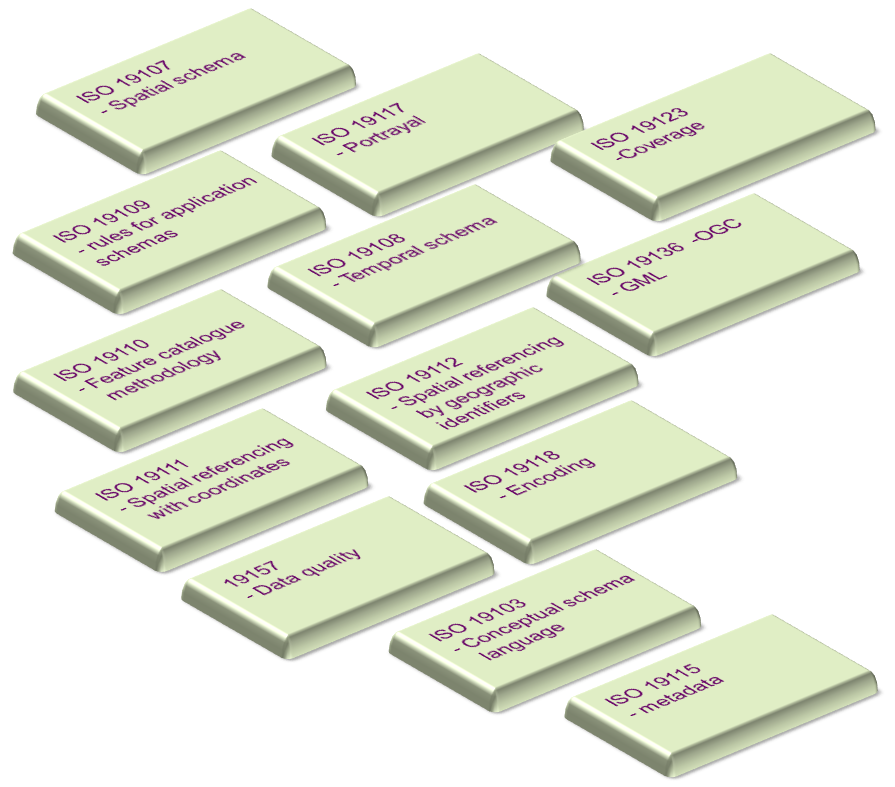 ISO 19107
- Spatial schema
ISO 19117
- Portrayal
ISO 19123
-Coverage
ISO 19109
- rules for application
schemas
ISO 19108
- Temporal schema
ISO 19136 -OGC
- GML
ISO 19110
- Feature catalogue
methodology
ISO 19112
- Spatial referencing
by geographic
identifiers
ISO 19111
- Spatial referencing
with coordinates
ISO 19118
- Encoding
19157
- Data quality
ISO 19103
- Conceptual schema
language
ISO 19115
- metadata